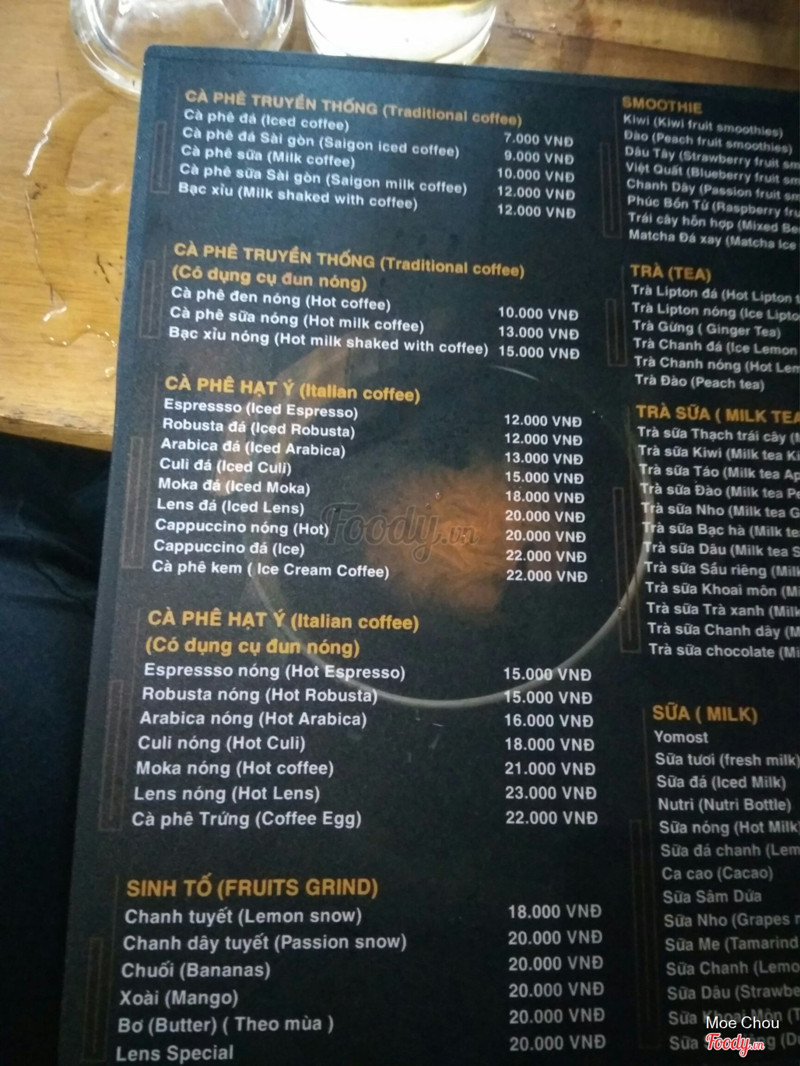 CÀ PHÊ TRUYỀN THỐNG (Traditional coffee)
Cà phê đá (Iced coffee) 7.000 VNĐ
Cà phê đá Sài gòn (Saigon iced coffee) 9.000 VNĐ
Cà phê sữa (Milk coffee) 10.000 VNĐ
Cà phê sữa Sài gòn (Saigon milk coffee) 12.000 VNĐ
Bạc xỉu (Milk shaked with coffee) 12.000 VNĐ
CÀ PHÊ TRUYỀN THỐNG (Traditional coffee)
(Có dụng cụ đun nóng)
Cà phê đen nóng (Hot coffee) 10.000 VNĐ
Cà phê sữa nóng (Hot milk coffee) 13.000 VNĐ
Bạc xỉu nóng (Hot milk shaked with coffee) 15.000 VNĐ
CÀ PHÊ HẠT Ý (Italian coffee)
Espressso (Iced Espresso) 12.000 VNĐ
Robusta đá (Iced Robusta) 12.000 VNĐ
Arabica đá (Iced Arabica) 13.000 VNĐ
Culi đá (Iced Culi) 15.000 VNĐ
Moka đá (Iced Moka) 18.000 VNĐ
Lens đá (Iced Lens) 20.000 VNĐ
Cappuccino nóng (Hot) 20.000 VNĐ
Cappuccino đá (Ice) 22.000 VNĐ
Cà phê kem ( Ice Cream Coffee) 22.000 VNĐ
CÀ PHÊ HẠT Ý (Italian coffee)
(Có dụng cụ đun nóng)
Espressso nóng (Hot Espresso) 15.000 VNĐ
Robusta nóng (Hot Robusta) 15.000 VNĐ
Arabica nóng (Hot Arabica) 16.000 VNĐ
Culi nóng (Hot Culi) 18.000 VNĐ
Moka nóng (Hot coffee) 21.000 VNĐ
Lens nóng (Hot Lens) 23.000 VNĐ
Cà phê Trứng (Coffee Egg) 22.000 VNĐ
SINH TỐ (FRUITS GRIND)
Chanh tuyết (Lemon snow) 18.000 VNĐ
Chanh dây tuyết (Passion snow) 20.000 VNĐ
Chuối (Bananas) 20.000 VNĐ
Xoài (Mango) 20.000 VNĐ
Bơ (Butter) ( Theo mùa ) 20.000 VNĐ
Lens Special 20.000 VNĐ
SMOOTHIE
Kiwi (Kiwi fruit smoothies)
Đào (Peach fruit smoothies)
Dâu Tây (Strawberry fruit sm
Việt Quất (Blueberry fruit sm
Chanh Dây (Passion fruit sm
Phúc Bồn Tử (Raspberry fru
Trái cây hỗn hợp (Mixed Be
Matcha Đá xay (Matcha Ice
TRÀ (TEA)
Trà Lipton đá (Hot Lipton t
Trà Lipton nóng (Ice Lipto
Trà Gừng ( Ginger Tea)
Trà Chanh đá (Ice Lemon
Trà Chanh nóng (Hot Lem
Trà Đào (Peach tea)
TRÀ SỮA ( MILK TEA
Trà sữa Thạch trái cây (M
Trà sữa Kiwi (Milk tea Ki
Trà sữa Táo (Milk tea Ap
Trà sữa Đào (Milk tea Pe
Trà sữa Nho (Milk tea G
Trà sữa Bạc hà (Milk te
Trà sữa Dâu (Milk tea S
Trà sữa Sầu riêng (Milk
Trà sữa Khoai môn (Mi
Trà sữa Trà xanh (Milk
Trà sữa Chanh dây (M
Trà sữa chocolate (Mi
SỮA ( MILK)
Yomost
Sữa tươi (fresh milk)
Sữa đá (Iced Milk)
Nutri (Nutri Bottle)
Sữa nóng (Hot Milk
Sữa đá chanh (Lem
Ca cao (Cacao)
Sữa Sâm Dứa
Sữa Nho (Grapes
Sữa Me (Tamarind
Sữa Chanh (Lemo
Sữa Dâu (Strawbe
Sữa Khoai Môn (T
Foody.vn
Moe Chou
Foody.vn